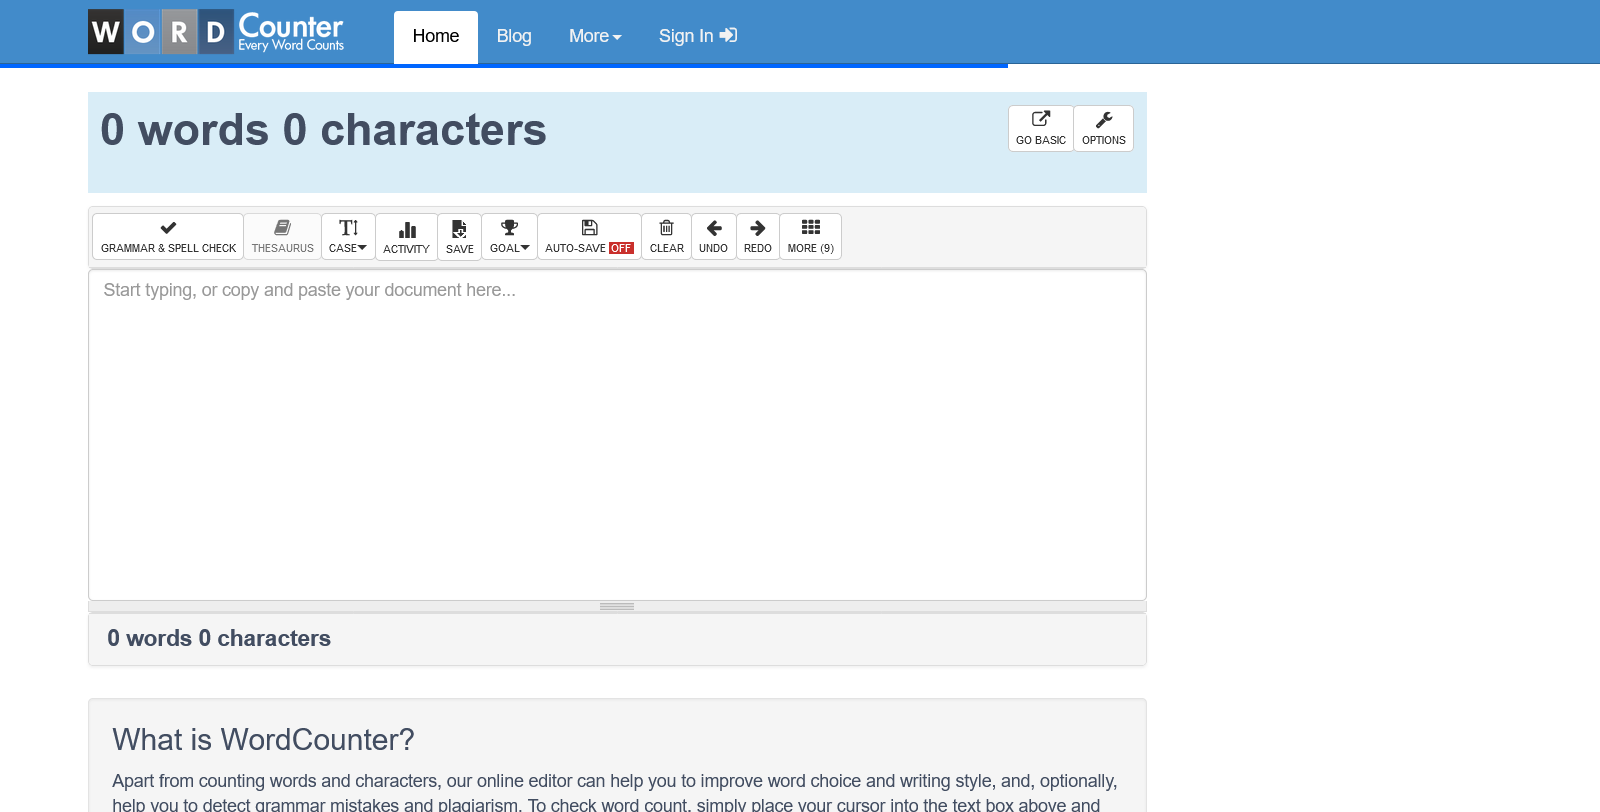 WORD Counter
Every Word Counts
Home Blog More Sign In
0 words 0 characters
GO BASIC OPTIONS
GRAMMAR & SPELL CHECK THESAURUS CASE ACTIVITY SAVE GOAL AUTO-SAVE OFF CLEAR UNDO REDO MORE (9)
Start typing, or copy and paste your document here...
0 words 0 characters
What is WordCounter?
Apart from counting words and characters, our online editor can help you to improve word choice and writing style, and, optionally,
help you to detect grammar mistakes and plagiarism. To check word count, simply place your cursor into the text box above and